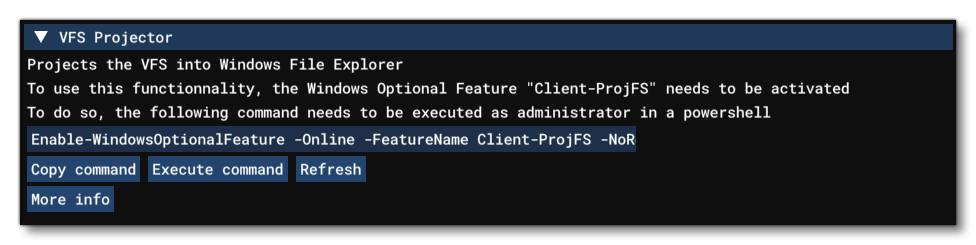 VFS Projector
Projects the VFS into Windows File Explorer
To use this functionnality, the Windows Optional Feature "Client-ProjFS" needs to be activated
To do so, the following command needs to be executed as administrator in a powershell
Enable-WindowsOptionalFeature -Online -FeatureName Client-ProjFS -NoR
Copy command Execute command Refresh
More info